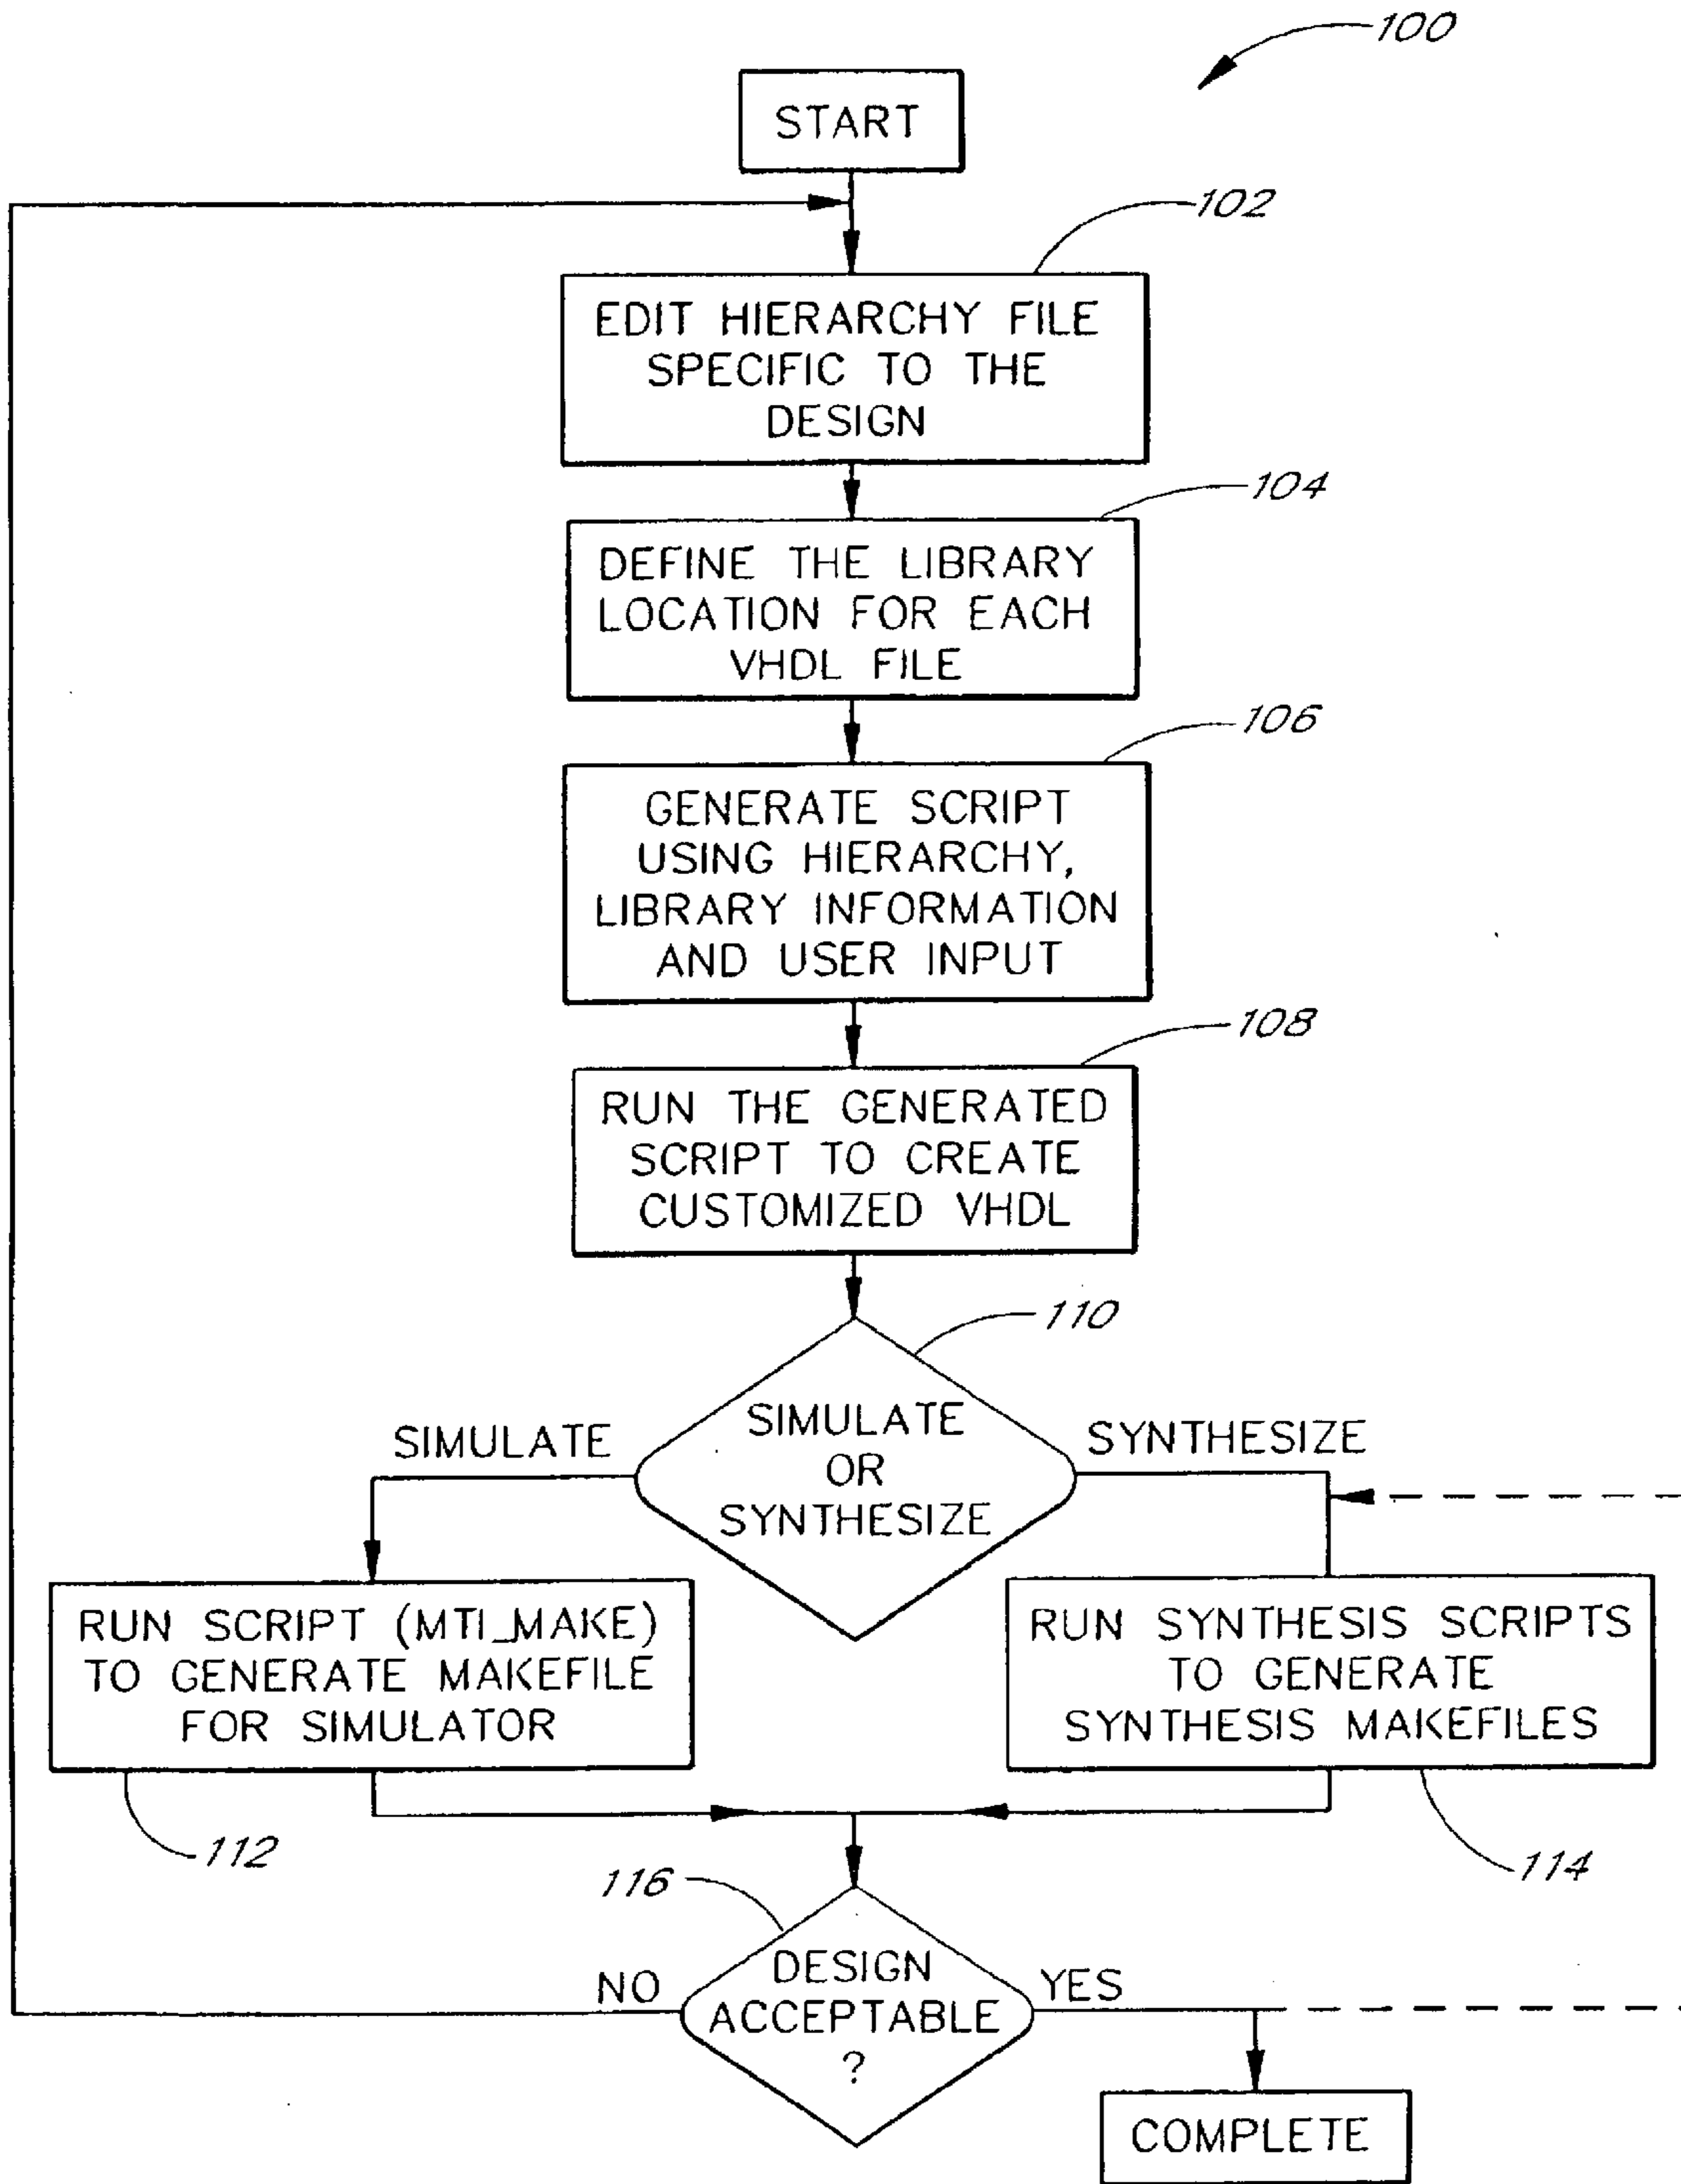 100
START
102
EDIT HIERARCHY FILE
SPECIFIC TO THE
DESIGN
104
DEFINE THE LIBRARY
LOCATION FOR EACH
VHDL FILE
106
GENERATE SCRIPT
USING HIERARCHY,
LIBRARY INFORMATION
AND USER INPUT
108
RUN THE GENERATED
SCRIPT TO CREATE
CUSTOMIZED VHDL
110
SIMULATE
SIMULATE
OR
SYNTHESIZE
SYNTHESIZE
RUN SCRIPT (MTI_MAKE)
TO GENERATE MAKEFILE
FOR SIMULATOR
112
RUN SYNTHESIS SCRIPTS
TO GENERATE
SYNTHESIS MAKEFILES
114
116
NO
DESIGN
ACCEPTABLE
?
YES
COMPLETE